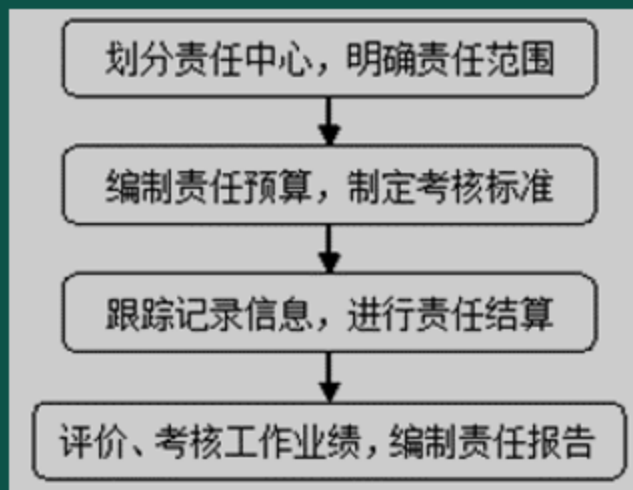 划分责任中心，明确责任范围
编制责任预算，制定考核标准
跟踪记录信息，进行责任结算
评价、考核工作业绩，编制责任报告